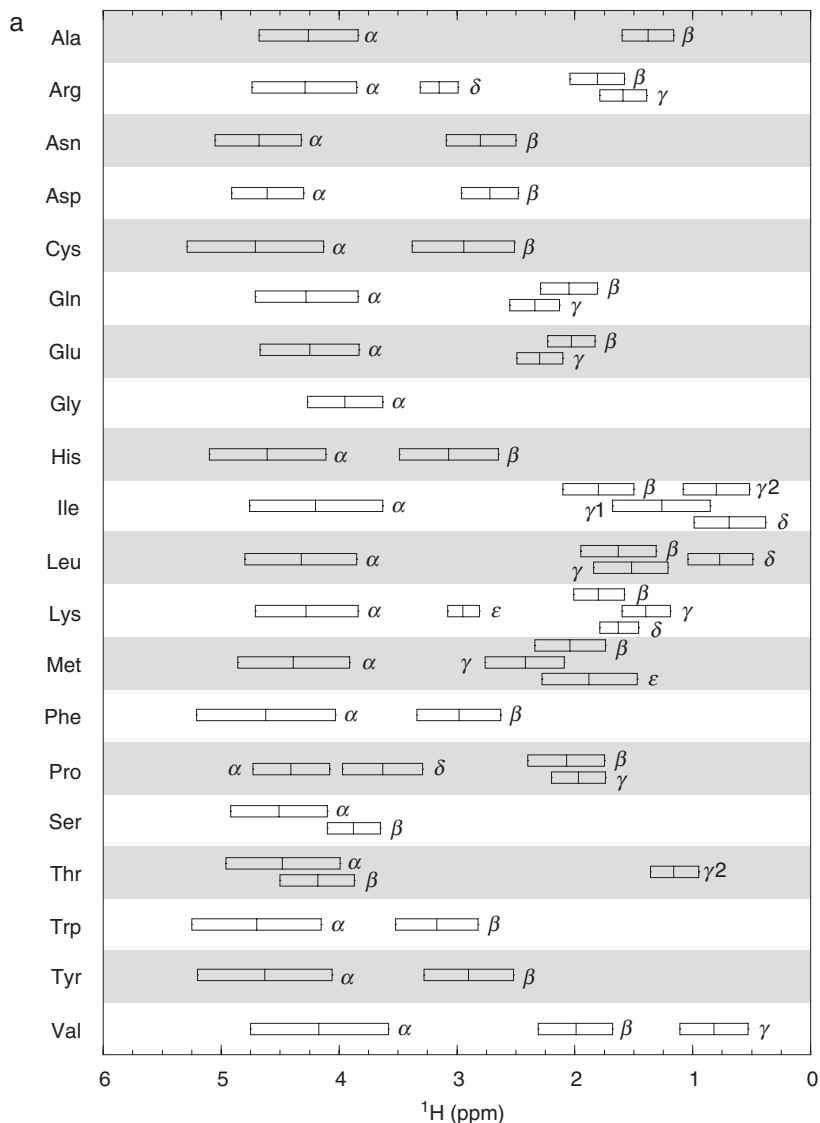 a
Ala α β
Arg α δ β
γ
Asn α β
Asp α β
Cys α β
Gln α β
γ
Glu α β
γ
Gly α
His α β
β γ2
Ile α γ1
δ
Leu α β δ
γ
β
Lys α ε γ
δ
β
Met α γ
ε
Phe α β
Pro α δ β
γ
Ser α
β
Thr α γ2
β
Trp α β
Tyr α β
Val α β γ
6 5 4 3 2 1 0
¹H (ppm)